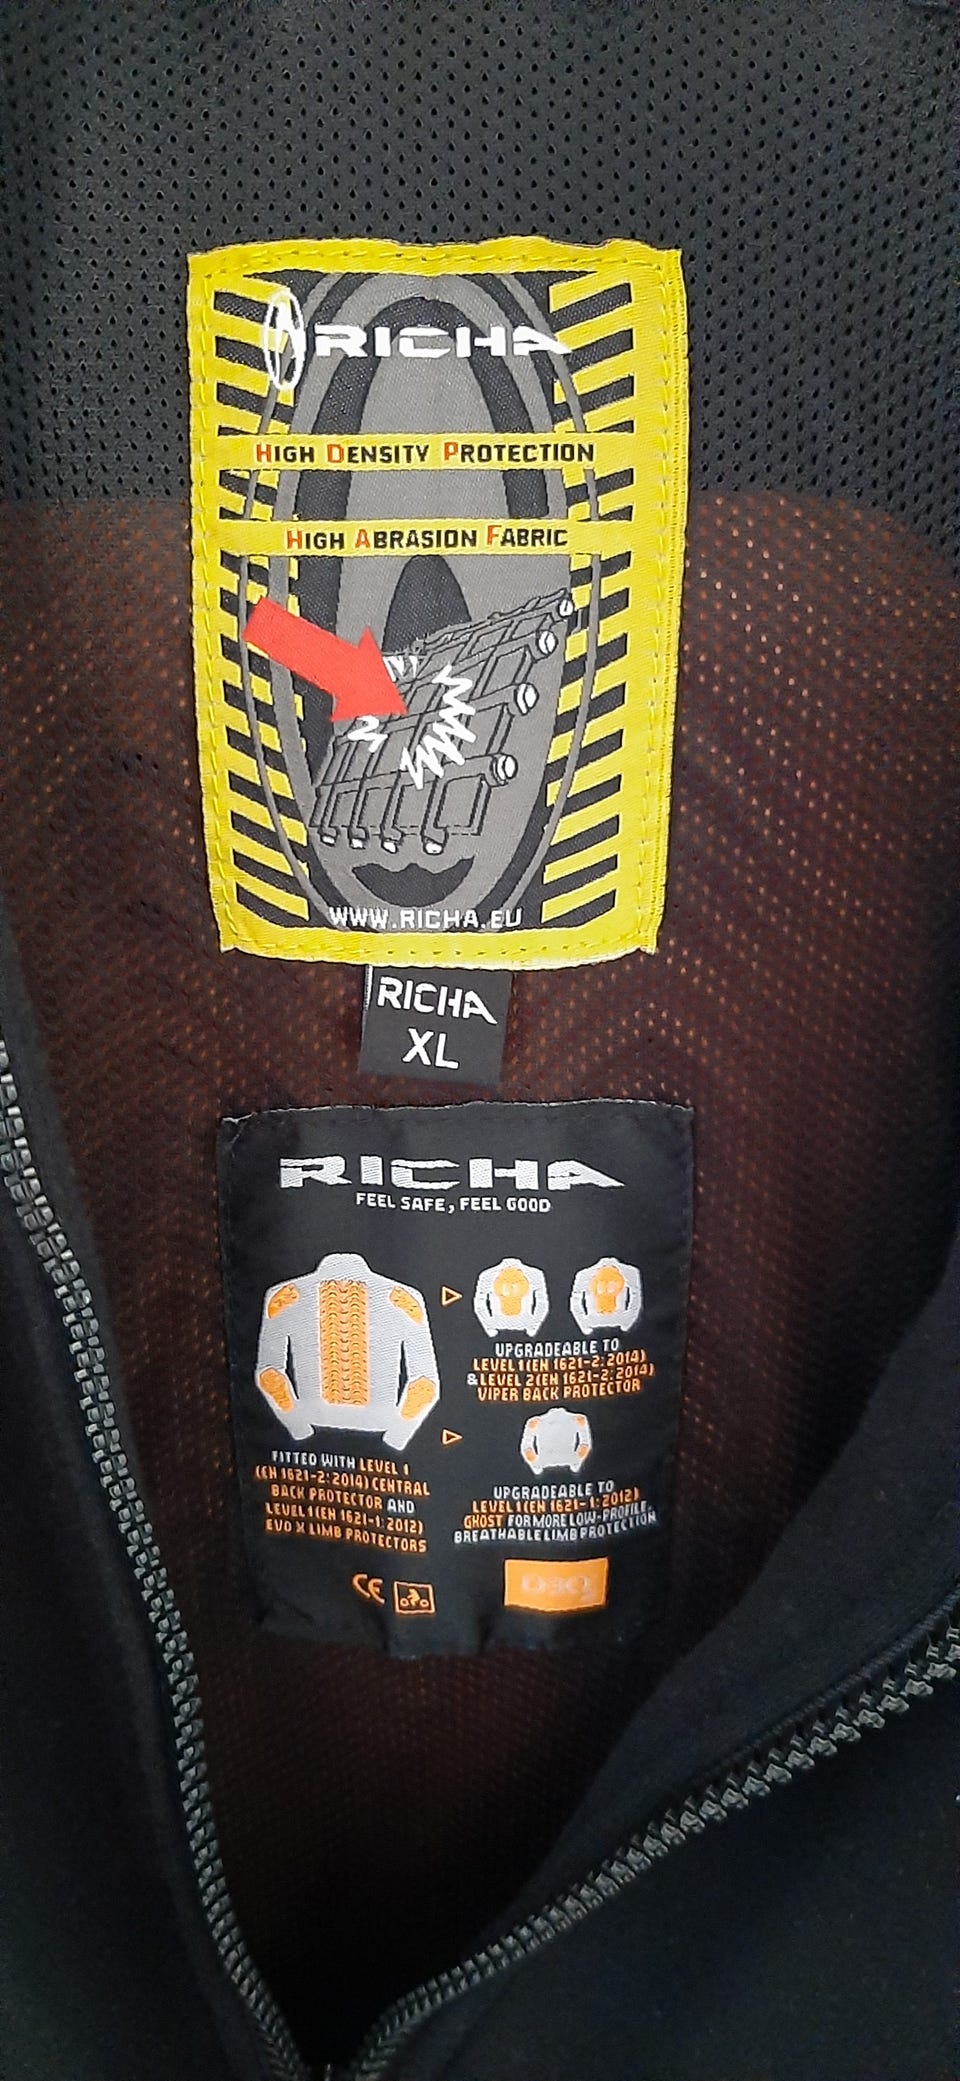 RICHA
HIGH DENSITY PROTECTION
HIGH ABRASION FABRIC
WWW.RICHA.EU
RICHA
XL
RICHA
FEEL SAFE, FEEL GOOD
FITTED WITH LEVEL 1
(EN 1621-2:2014) CENTRAL
BACK PROTECTOR AND
LEVEL 1 (EN 1621-1:2012)
EVO X LIMB PROTECTORS
UPGRADEABLE TO
LEVEL 1 (EN 1621-2:2014)
& LEVEL 2 (EN 1621-2:2014)
VIPER BACK PROTECTOR
UPGRADEABLE TO
LEVEL 1 (EN 1621-1:2012)
GHOST FOR MORE LOW-PROFILE,
BREATHABLE LIMB PROTECTION
CE
D3O